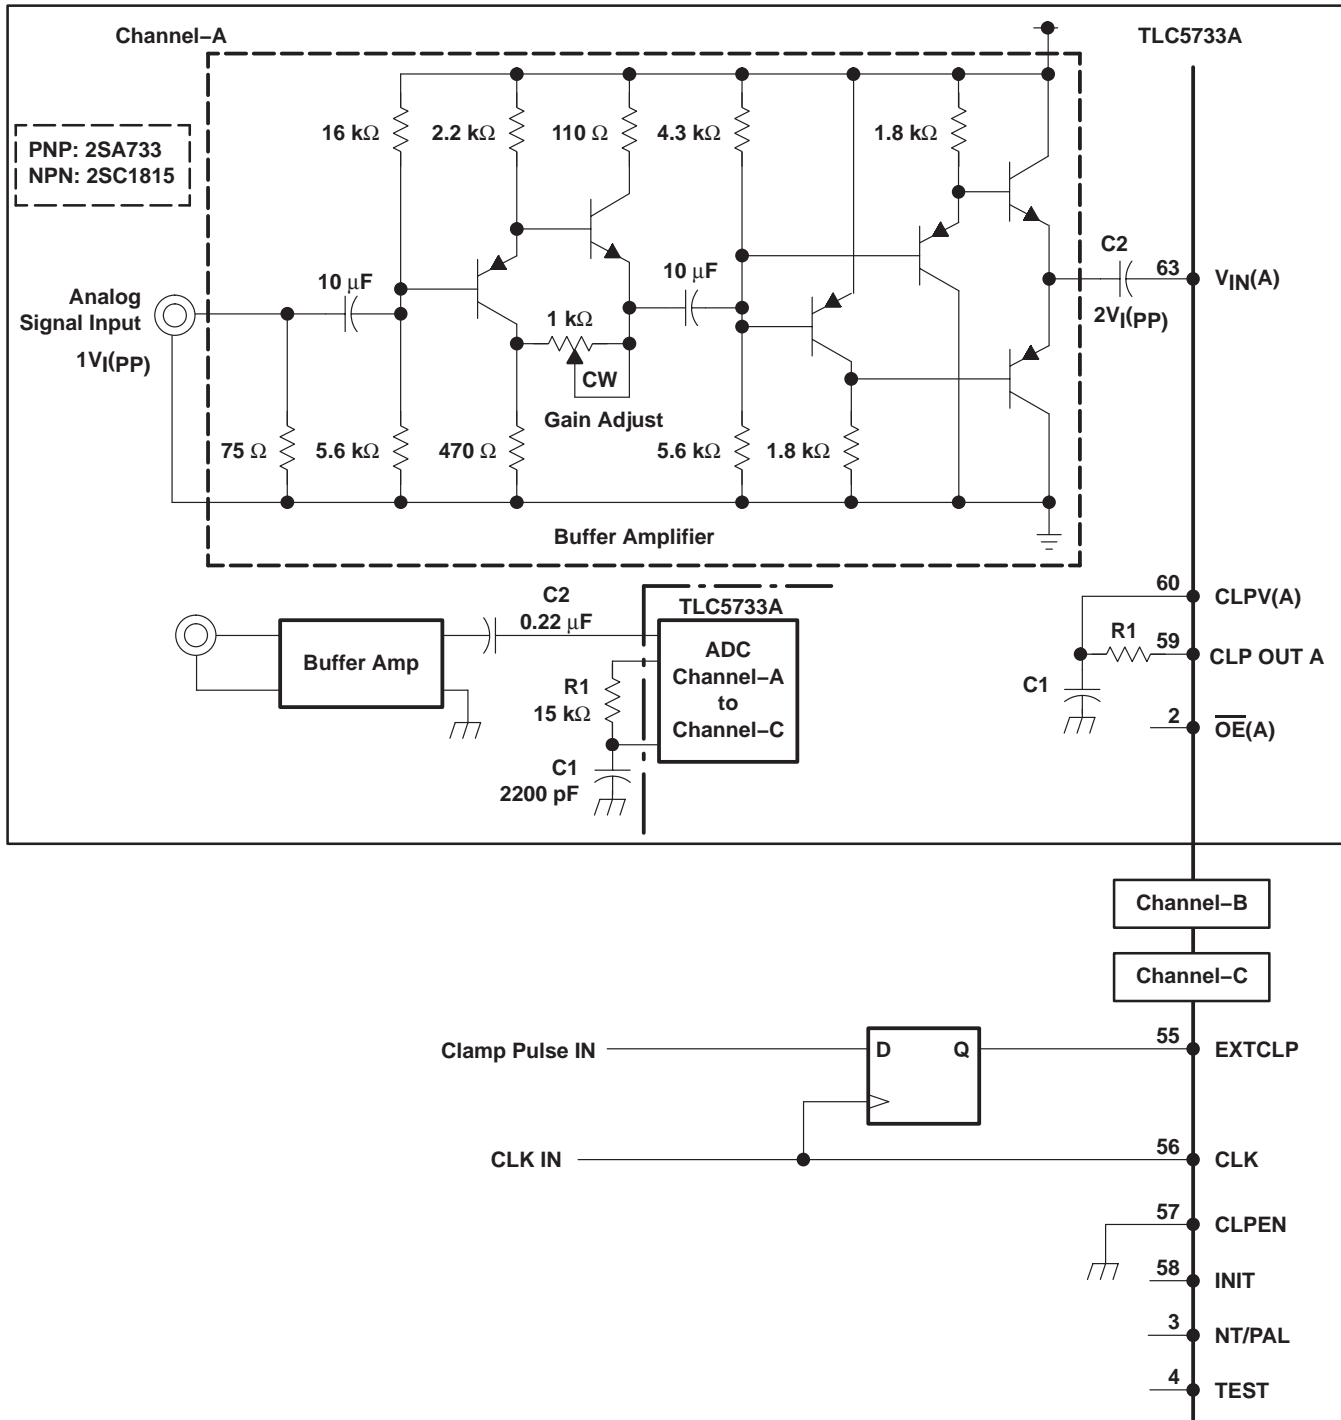 Channel–A
TLC5733A
PNP: 2SA733
NPN: 2SC1815
16 kΩ
2.2 kΩ
110 Ω
4.3 kΩ
1.8 kΩ
Analog
Signal Input
1VI(PP)
10 μF
1 kΩ
CW
Gain Adjust
10 μF
C2
2VI(PP)
63
VIN(A)
75 Ω
5.6 kΩ
470 Ω
5.6 kΩ
1.8 kΩ
Buffer Amplifier
Buffer Amp
C2
0.22 μF
TLC5733A
ADC
Channel–A
to
Channel–C
R1
15 kΩ
C1
2200 pF
60
CLPV(A)
R1
59
CLP OUT A
C1
2
O̅E̅(A)
Channel–B
Channel–C
Clamp Pulse IN
D
Q
55
EXTCLP
CLK IN
56
CLK
57
CLPEN
58
INIT
3
NT/PAL
4
TEST